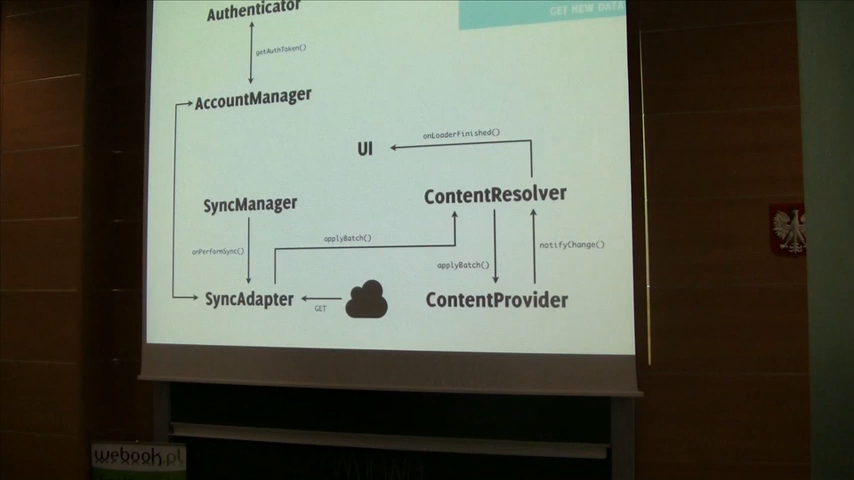 GET NEW DATA
Authenticator
getAuthToken()
AccountManager
onLoaderFinished()
UI
ContentResolver
SyncManager
applyBatch()
onPerformSync()
applyBatch()
notifyChange()
SyncAdapter
GET
ContentProvider
webook.pl